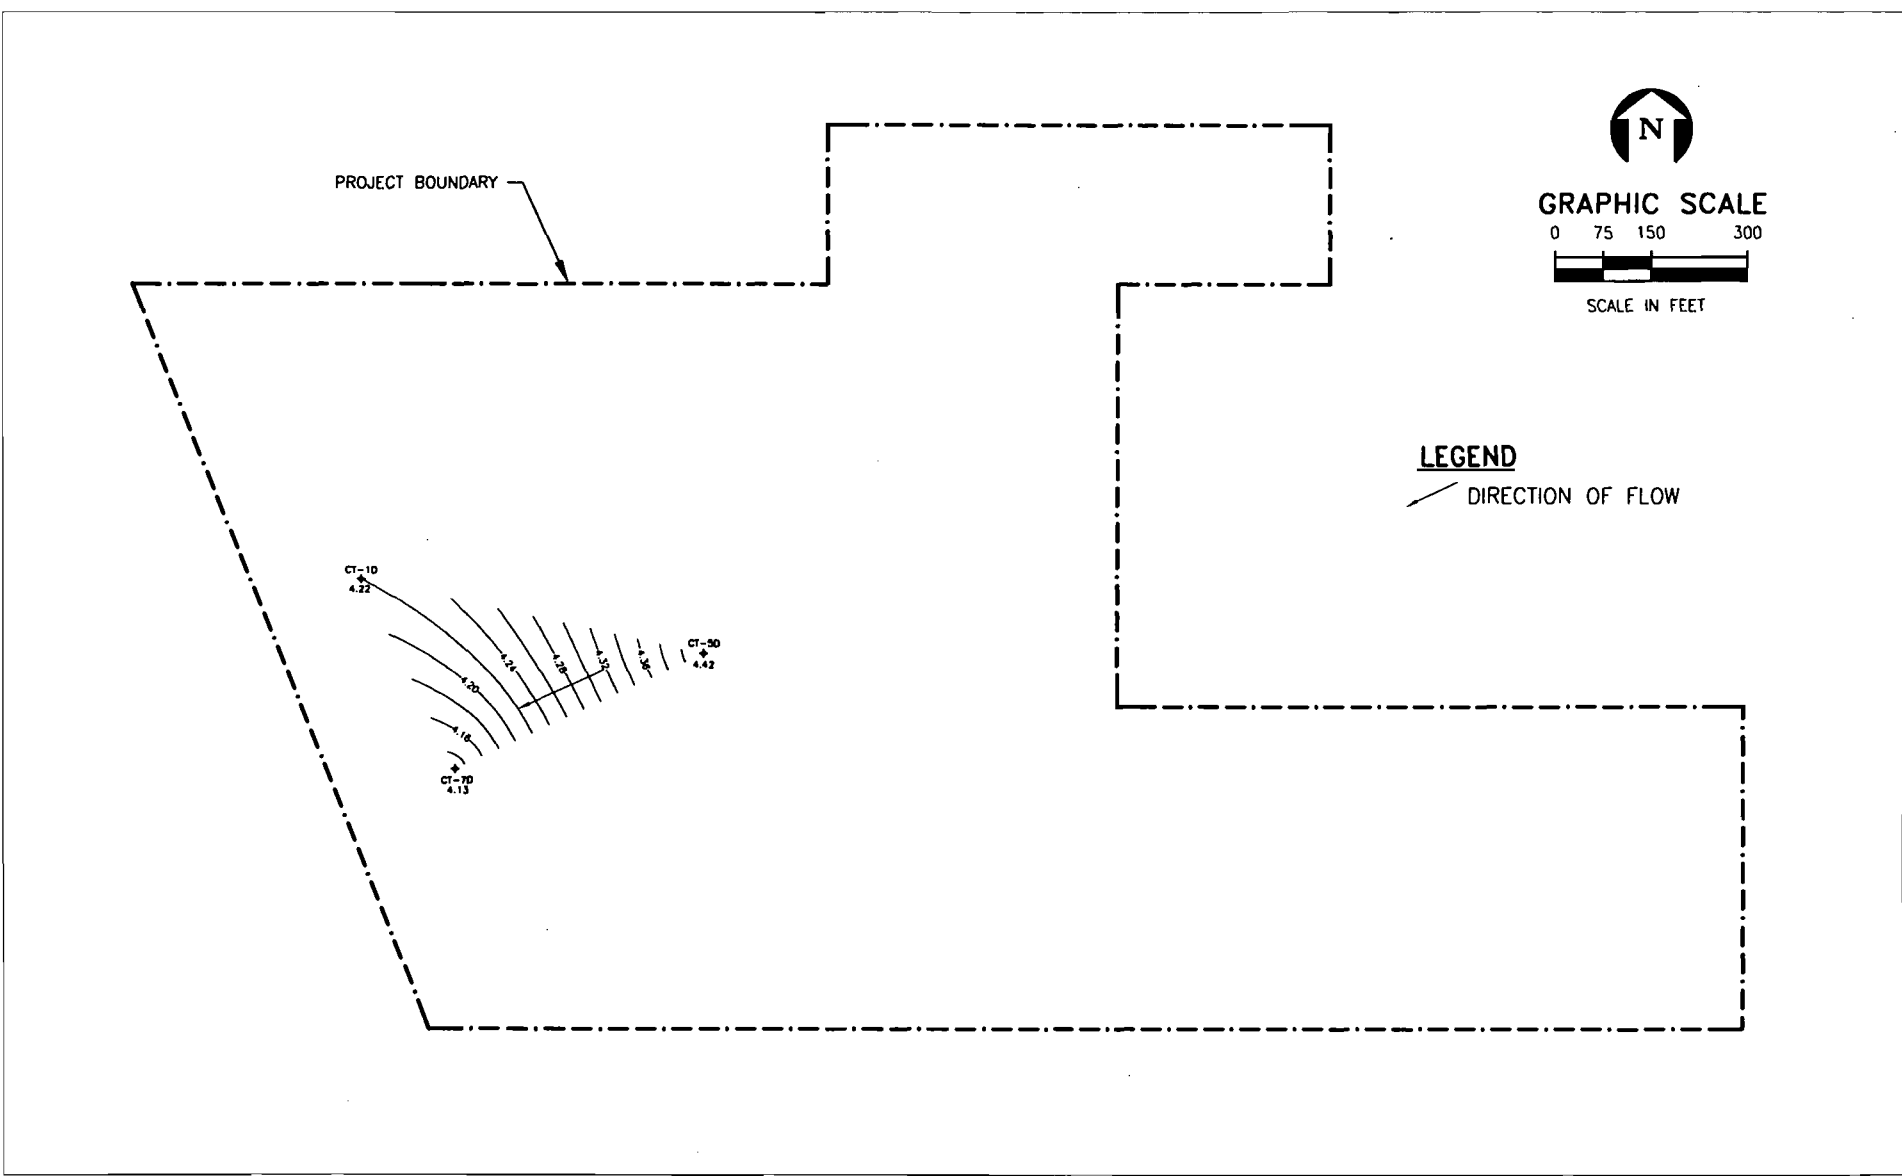 PROJECT BOUNDARY
N
GRAPHIC SCALE
0 75 150 300
SCALE IN FEET
LEGEND
DIRECTION OF FLOW
CT-1D
4.22
4.24
4.28
4.32
4.36
CT-5D
4.42
4.20
4.16
CT-7D
4.13